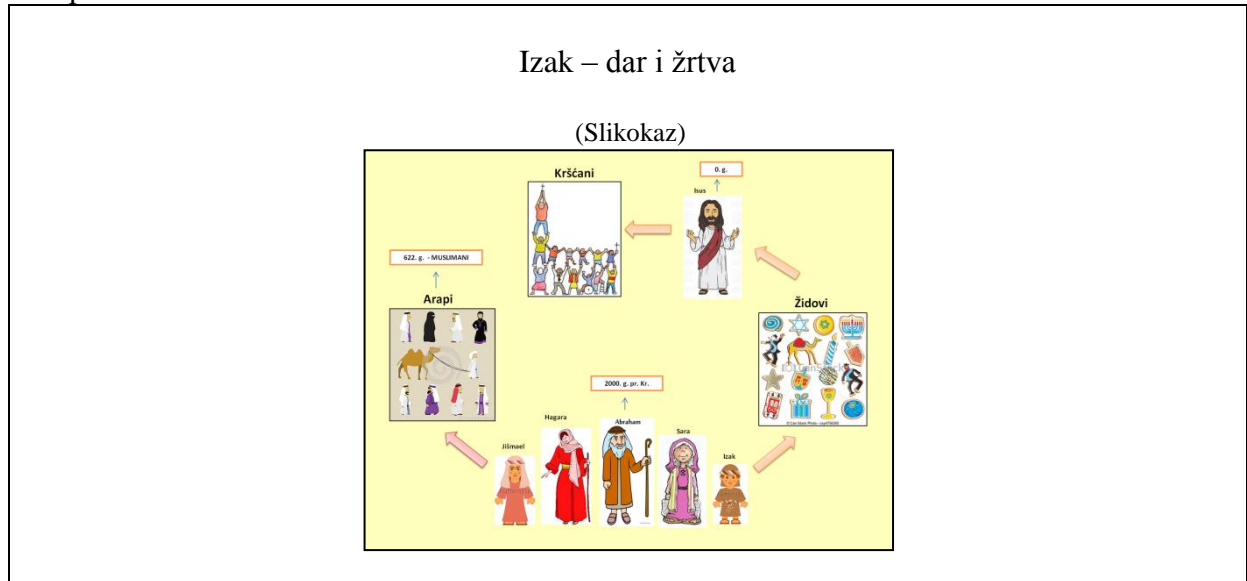 Izak – dar i žrtva
(Slikokaz)
0. g.
Kršćani
Isus
622. g. - MUSLIMANI
Arapi
Židovi
2000. g. pr. Kr.
Hagara
Abraham
Sara
Jišmael
Izak